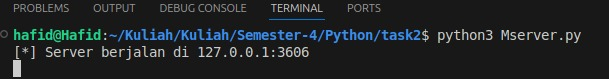 PROBLEMS OUTPUT DEBUG CONSOLE TERMINAL PORTS
hafid@Hafid:~/Kuliah/Kuliah/Semester-4/Python/task2$ python3 Mserver.py
[*] Server berjalan di 127.0.0.1:3606